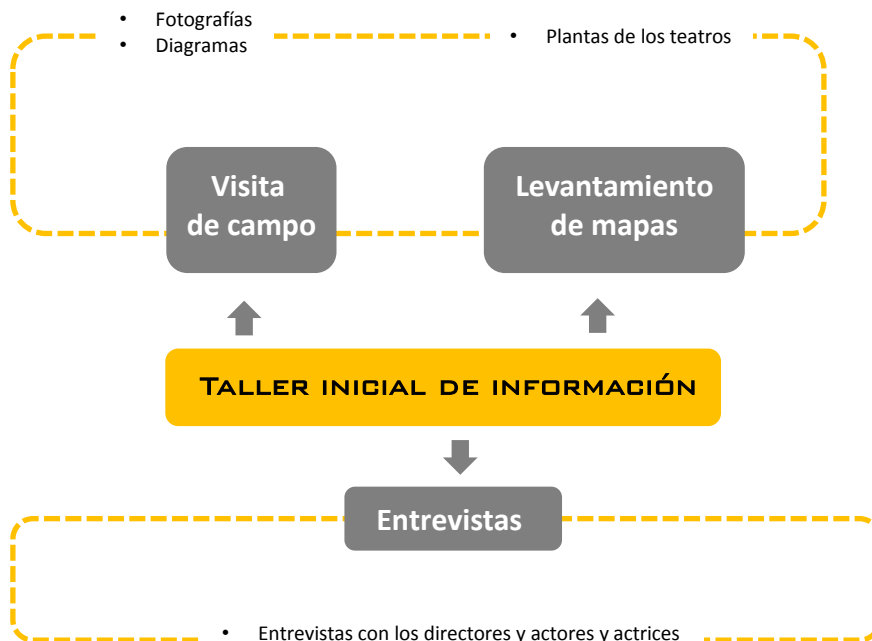 • Fotografías
• Diagramas
• Plantas de los teatros
Visita
de campo
Levantamiento
de mapas
Taller inicial de información
Entrevistas
• Entrevistas con los directores y actores y actrices